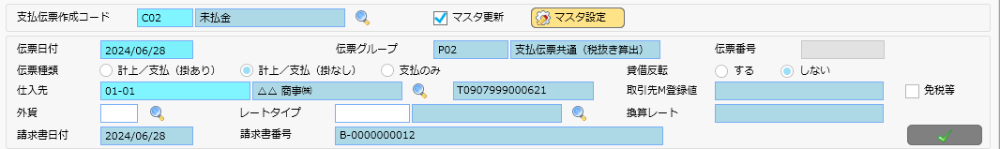 支払伝票作成コード C02 未払金 マスタ更新 マスタ設定
伝票日付 2024/06/28 伝票グループ P02 支払伝票共通（税抜き算出） 伝票番号
伝票種類 計上／支払（掛あり） 計上／支払（掛なし） 支払のみ 貸借反転 する しない
仕入先 01-01 △△ 商事㈱ T0907999000621 取引先M登録値 免税等
外貨 レートタイプ 換算レート
請求書日付 2024/06/28 請求書番号 B-0000000012